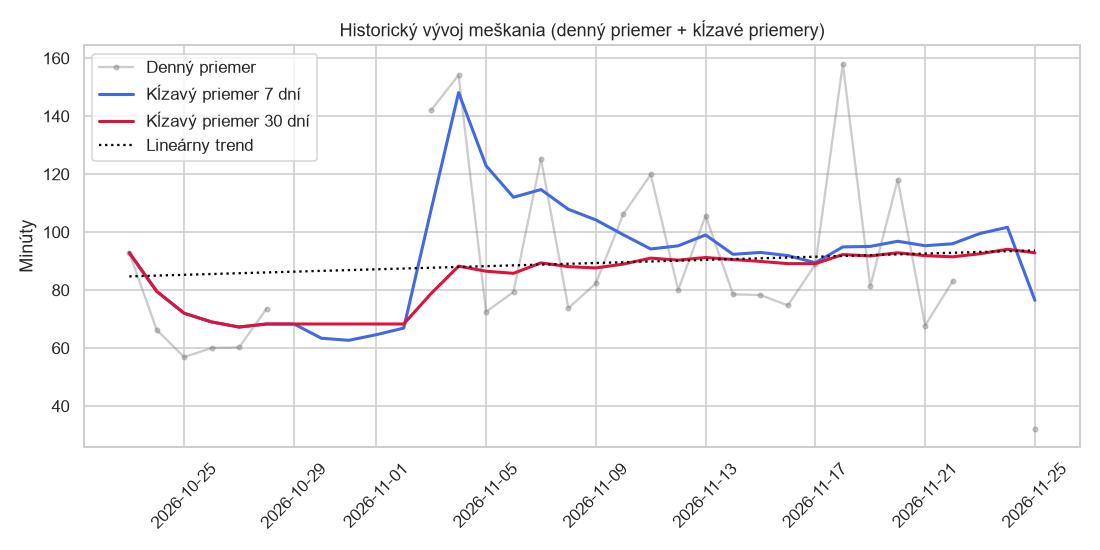 Historický vývoj meškania (denný priemer + kĺzavé priemery)
Denný priemer
Kĺzavý priemer 7 dní
Kĺzavý priemer 30 dní
Lineárny trend
Minúty
160
140
120
100
80
60
40
2026-10-25
2026-10-29
2026-11-01
2026-11-05
2026-11-09
2026-11-13
2026-11-17
2026-11-21
2026-11-25